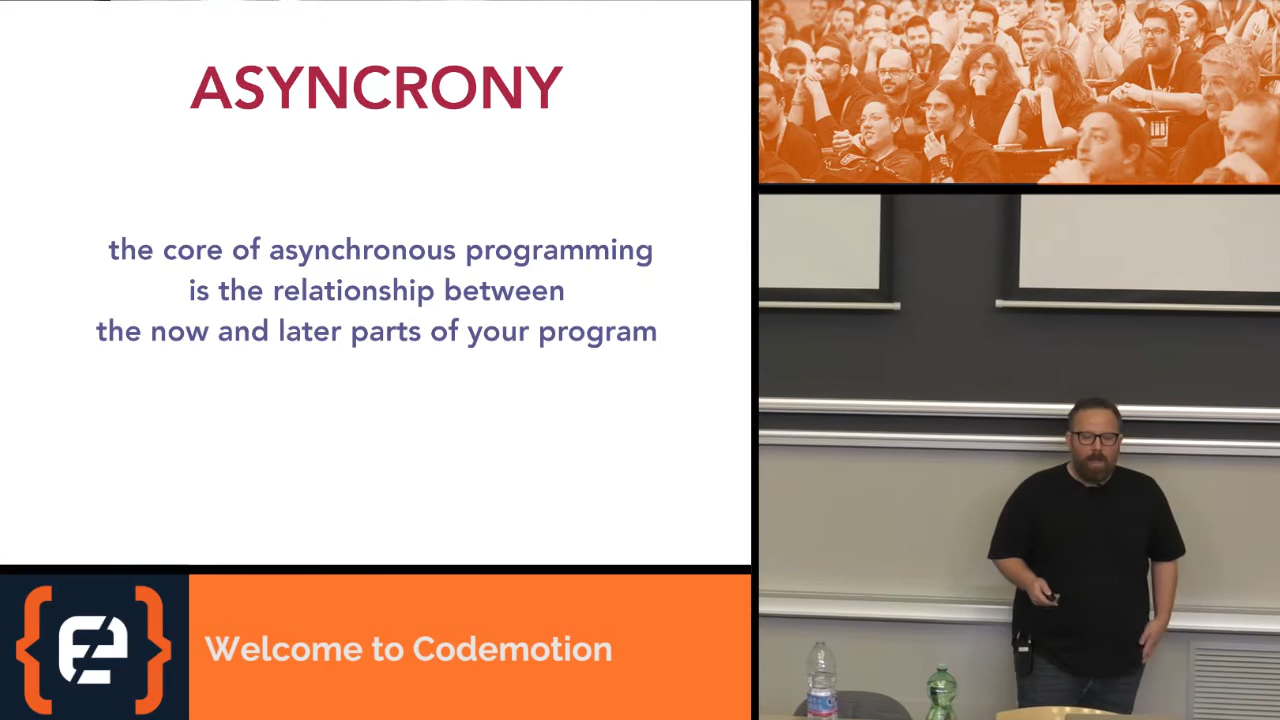 ASYNCRONY
the core of asynchronous programming
is the relationship between
the now and later parts of your program
Welcome to Codemotion